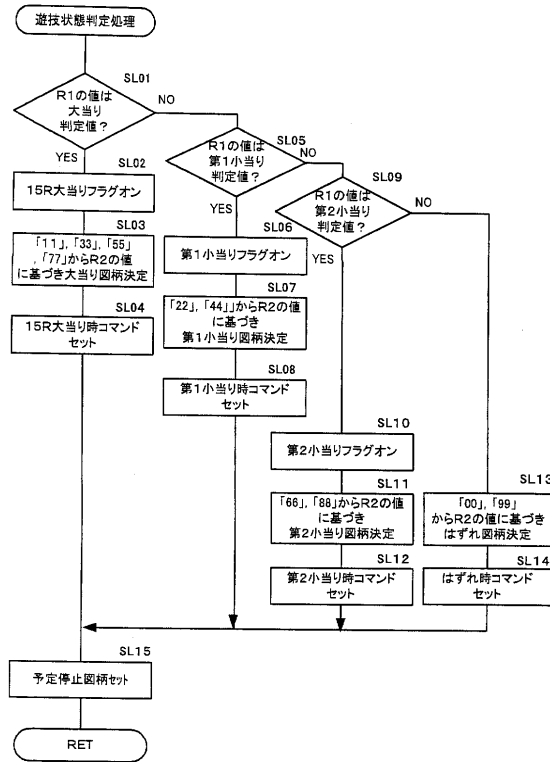 遊技状態判定処理
SL01
R1の値は
大当り
判定値?
NO
YES
SL02
15R大当りフラグオン
SL03
「11」,「33」,「55」
,「77」からR2の値
に基づき大当り図柄決定
SL04
15R大当り時コマンド
セット
SL05
R1の値は
第1小当り
判定値?
NO
YES
SL06
第1小当りフラグオン
SL07
「22」,「44」」からR2の値
に基づき
第1小当り図柄決定
SL08
第1小当り時コマンド
セット
SL09
R1の値は
第2小当り
判定値?
NO
YES
SL10
第2小当りフラグオン
SL11
「66」,「88」からR2の値
に基づき
第2小当り図柄決定
SL12
第2小当り時コマンド
セット
SL13
「00」,「99」
からR2の値に基づき
はずれ図柄決定
SL14
はずれ時コマンド
セット
SL15
予定停止図柄セット
RET